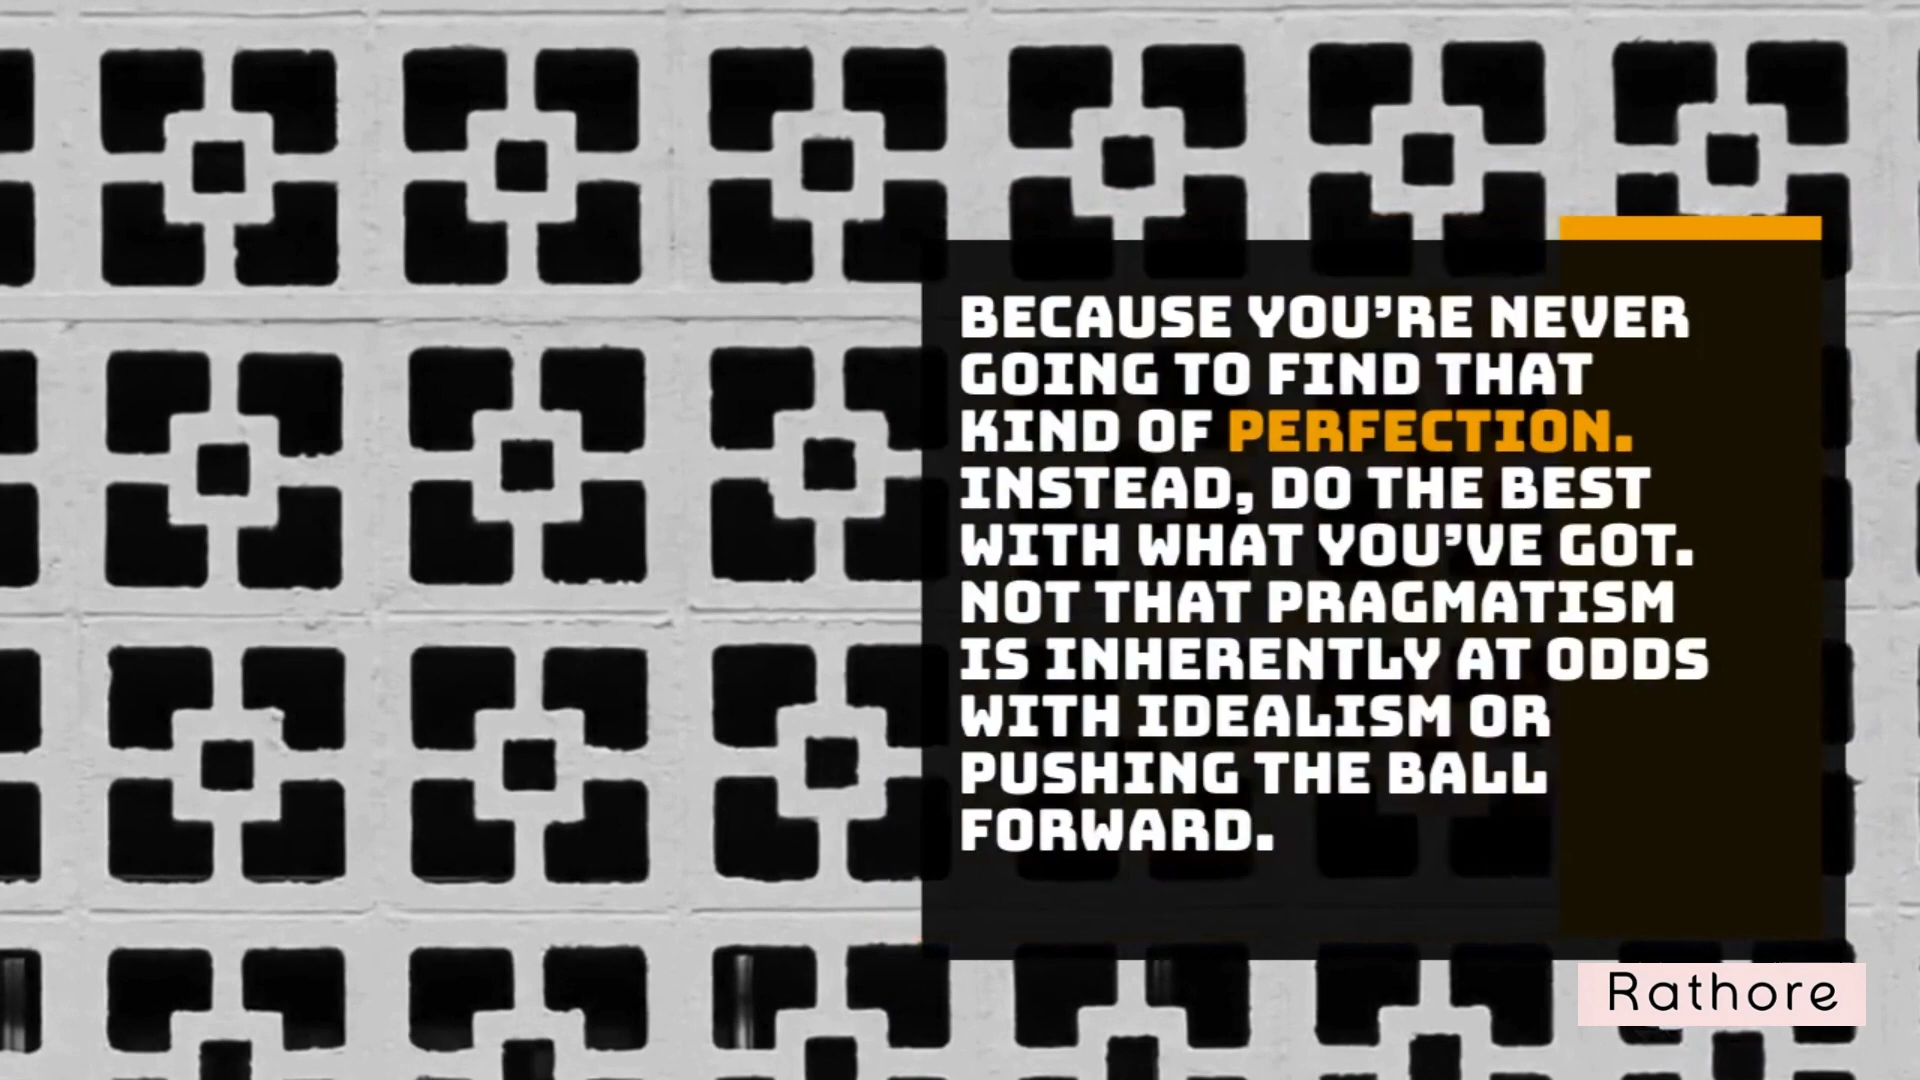 BECAUSE YOU’RE NEVER
GOING TO FIND THAT
KIND OF PERFECTION.
INSTEAD, DO THE BEST
WITH WHAT YOU’VE GOT.
NOT THAT PRAGMATISM
IS INHERENTLY AT ODDS
WITH IDEALISM OR
PUSHING THE BALL
FORWARD.
Rathore